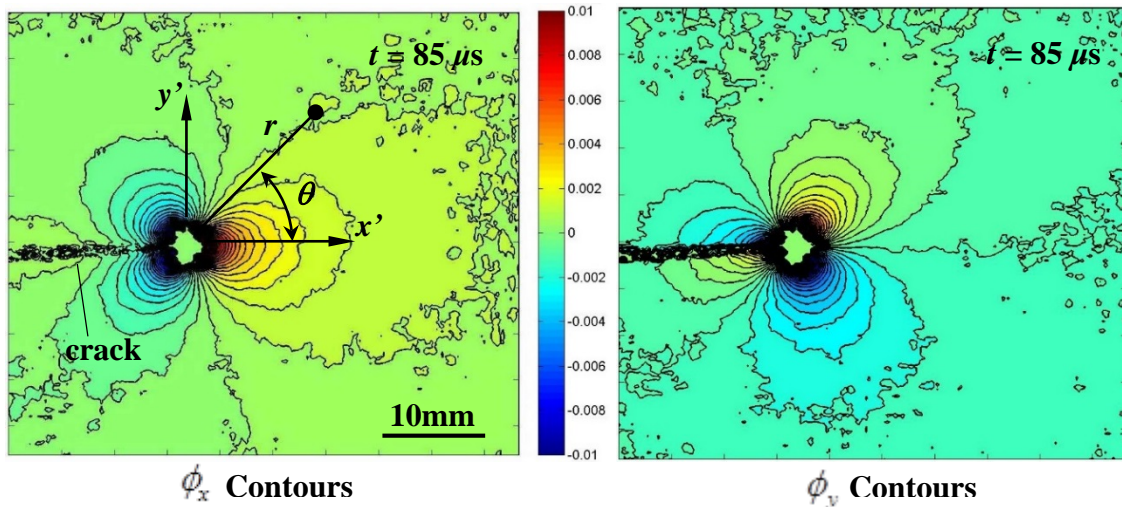 t = 85 μs
y’
r
θ
x’
crack
10mm
ϕx Contours
0.01
0.008
0.006
0.004
0.002
0
-0.002
-0.004
-0.006
-0.008
-0.01
t = 85 μs
ϕy Contours